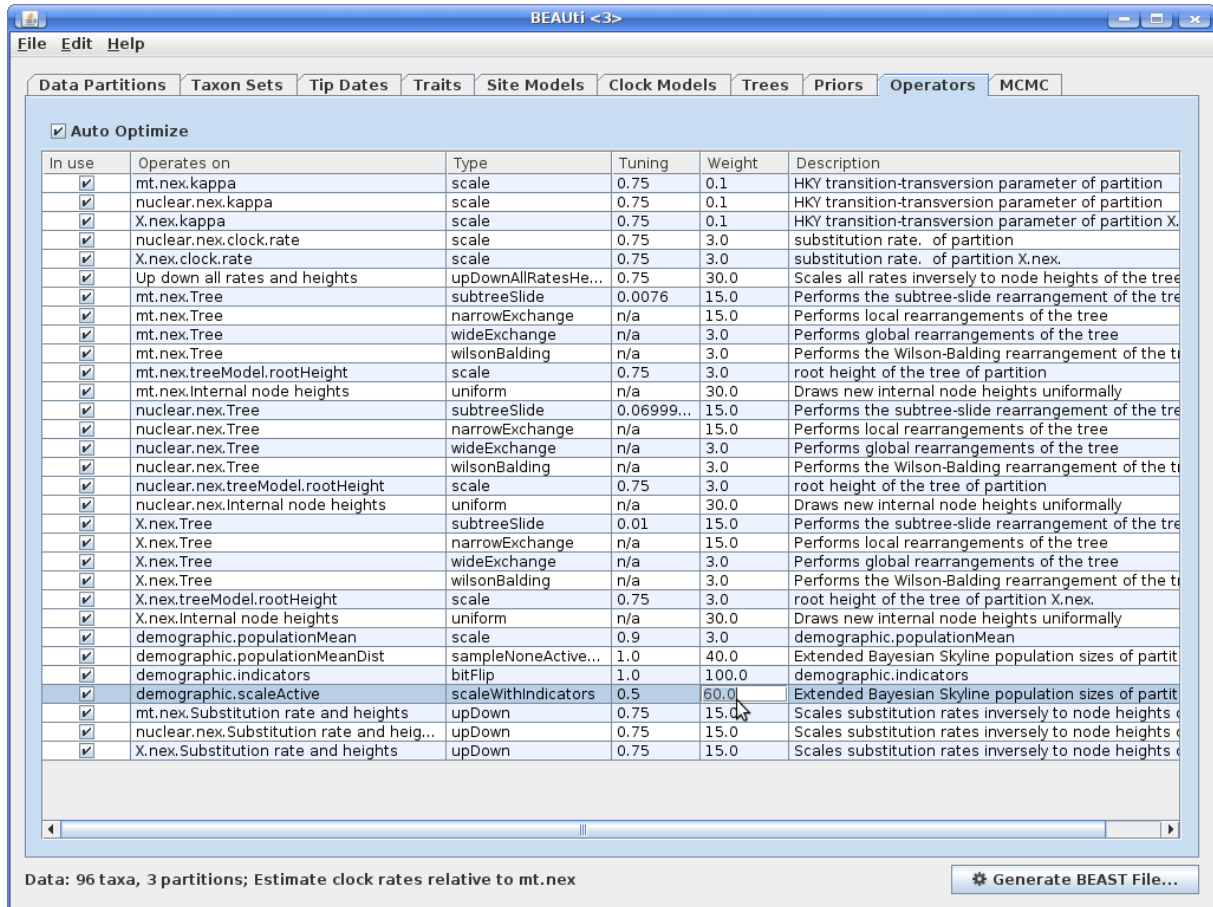 BEAUti <3>
File Edit Help
Data Partitions Taxon Sets Tip Dates Traits Site Models Clock Models Trees Priors Operators MCMC
Auto Optimize
In use Operates on Type Tuning Weight Description
mt.nex.kappa scale 0.75 0.1 HKY transition-transversion parameter of partition
nuclear.nex.kappa scale 0.75 0.1 HKY transition-transversion parameter of partition
X.nex.kappa scale 0.75 0.1 HKY transition-transversion parameter of partition X.
nuclear.nex.clock.rate scale 0.75 3.0 substitution rate. of partition
X.nex.clock.rate scale 0.75 3.0 substitution rate. of partition X.nex.
Up down all rates and heights upDownAllRatesHe... 0.75 30.0 Scales all rates inversely to node heights of the tree
mt.nex.Tree subtreeSlide 0.0076 15.0 Performs the subtree-slide rearrangement of the tre
mt.nex.Tree narrowExchange n/a 15.0 Performs local rearrangements of the tree
mt.nex.Tree wideExchange n/a 3.0 Performs global rearrangements of the tree
mt.nex.Tree wilsonBalding n/a 3.0 Performs the Wilson-Balding rearrangement of the tr
mt.nex.treeModel.rootHeight scale 0.75 3.0 root height of the tree of partition
mt.nex.Internal node heights uniform n/a 30.0 Draws new internal node heights uniformally
nuclear.nex.Tree subtreeSlide 0.06999... 15.0 Performs the subtree-slide rearrangement of the tre
nuclear.nex.Tree narrowExchange n/a 15.0 Performs local rearrangements of the tree
nuclear.nex.Tree wideExchange n/a 3.0 Performs global rearrangements of the tree
nuclear.nex.Tree wilsonBalding n/a 3.0 Performs the Wilson-Balding rearrangement of the tr
nuclear.nex.treeModel.rootHeight scale 0.75 3.0 root height of the tree of partition
nuclear.nex.Internal node heights uniform n/a 30.0 Draws new internal node heights uniformally
X.nex.Tree subtreeSlide 0.01 15.0 Performs the subtree-slide rearrangement of the tre
X.nex.Tree narrowExchange n/a 15.0 Performs local rearrangements of the tree
X.nex.Tree wideExchange n/a 3.0 Performs global rearrangements of the tree
X.nex.Tree wilsonBalding n/a 3.0 Performs the Wilson-Balding rearrangement of the tr
X.nex.treeModel.rootHeight scale 0.75 3.0 root height of the tree of partition X.nex.
X.nex.Internal node heights uniform n/a 30.0 Draws new internal node heights uniformally
demographic.populationMean scale 0.9 3.0 demographic.populationMean
demographic.populationMeanDist sampleNoneActive... 1.0 40.0 Extended Bayesian Skyline population sizes of partit
demographic.indicators bitFlip 1.0 100.0 demographic.indicators
demographic.scaleActive scaleWithIndicators 0.5 60.0 Extended Bayesian Skyline population sizes of partit
mt.nex.Substitution rate and heights upDown 0.75 15.0 Scales substitution rates inversely to node heights o
nuclear.nex.Substitution rate and heig... upDown 0.75 15.0 Scales substitution rates inversely to node heights o
X.nex.Substitution rate and heights upDown 0.75 15.0 Scales substitution rates inversely to node heights o
Data: 96 taxa, 3 partitions; Estimate clock rates relative to mt.nex Generate BEAST File...